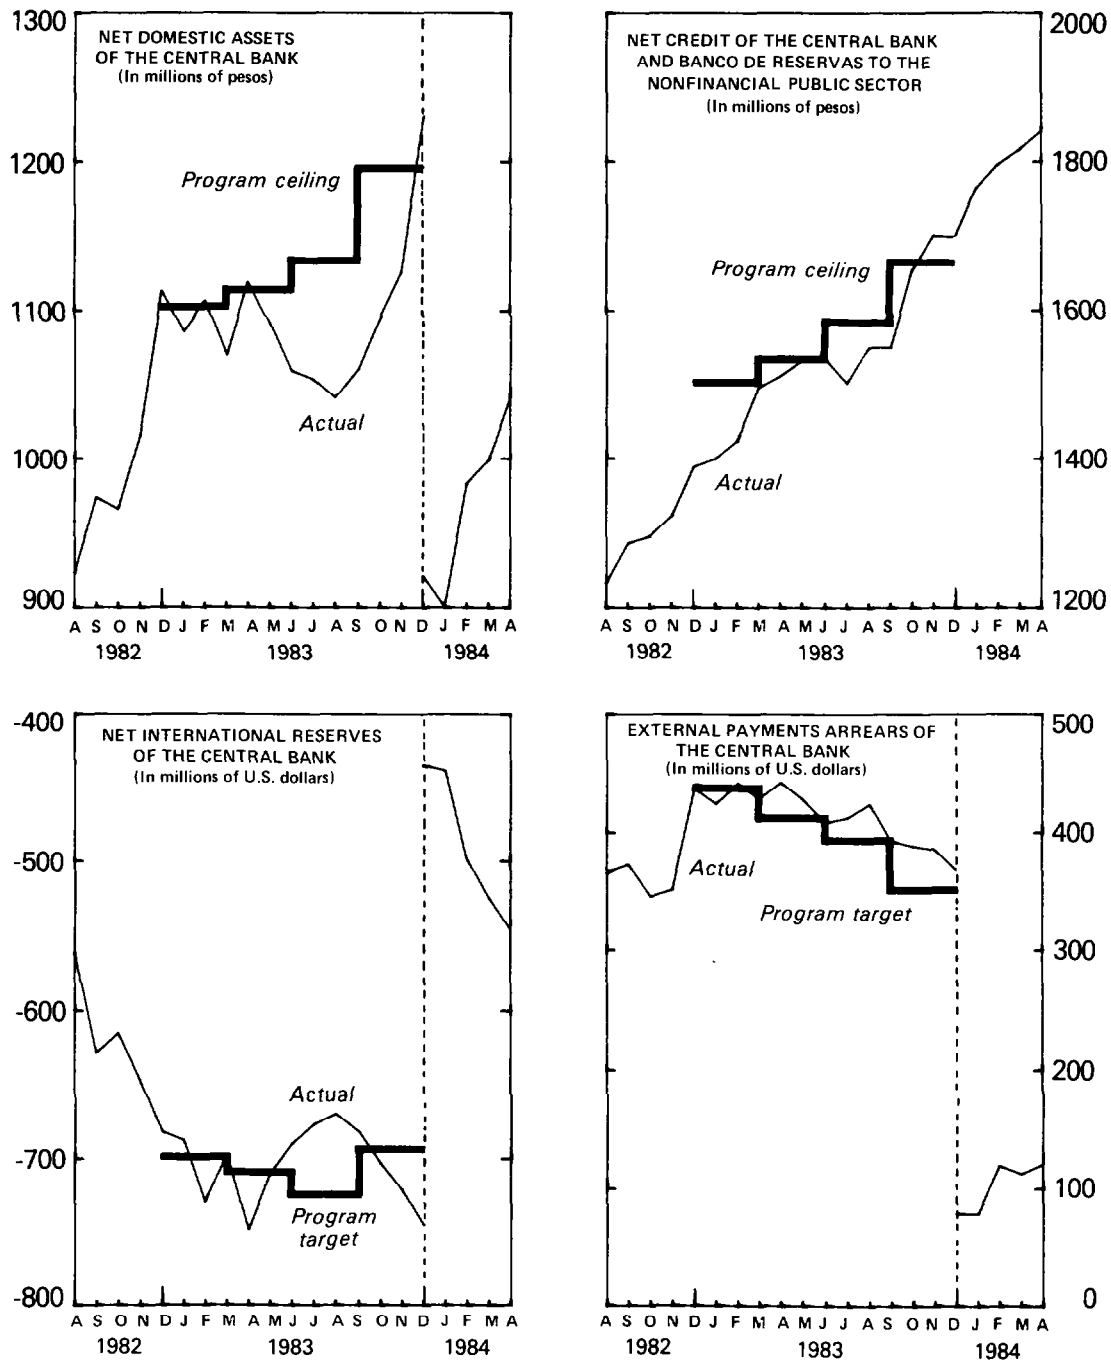 NET DOMESTIC ASSETS
OF THE CENTRAL BANK
(In millions of pesos)
1300
1200
1100
1000
900
Program ceiling
Actual
A S O N D J F M A M J J A S O N D J F M A
1982 1983 1984
NET CREDIT OF THE CENTRAL BANK
AND BANCO DE RESERVAS TO THE
NONFINANCIAL PUBLIC SECTOR
(In millions of pesos)
2000
1800
1600
1400
1200
Program ceiling
Actual
A S O N D J F M A M J J A S O N D J F M A
1982 1983 1984
NET INTERNATIONAL RESERVES
OF THE CENTRAL BANK
(In millions of U.S. dollars)
-400
-500
-600
-700
-800
Actual
Program
target
A S O N D J F M A M J J A S O N D J F M A
1982 1983 1984
EXTERNAL PAYMENTS ARREARS OF
THE CENTRAL BANK
(In millions of U.S. dollars)
500
400
300
200
100
0
Actual
Program target
A S O N D J F M A M J J A S O N D J F M A
1982 1983 1984